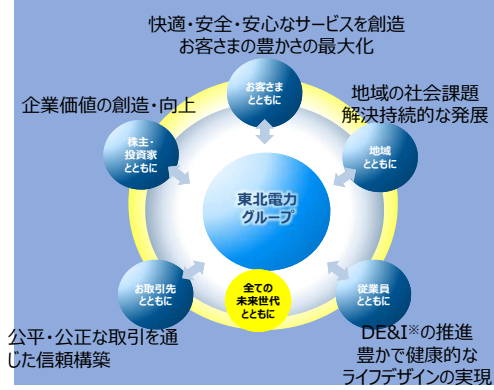 快適・安全・安心なサービスを創造
お客さまの豊かさの最大化
お客さま
とともに
地域の社会課題
解決持続的な発展
企業価値の創造・向上
株主・
投資家
とともに
地域
とともに
東北電力
グループ
お取引先
とともに
全ての
未来世代
とともに
従業員
とともに
公平・公正な取引を通
じた信頼構築
DE&I※の推進
豊かで健康的な
ライフデザインの実現